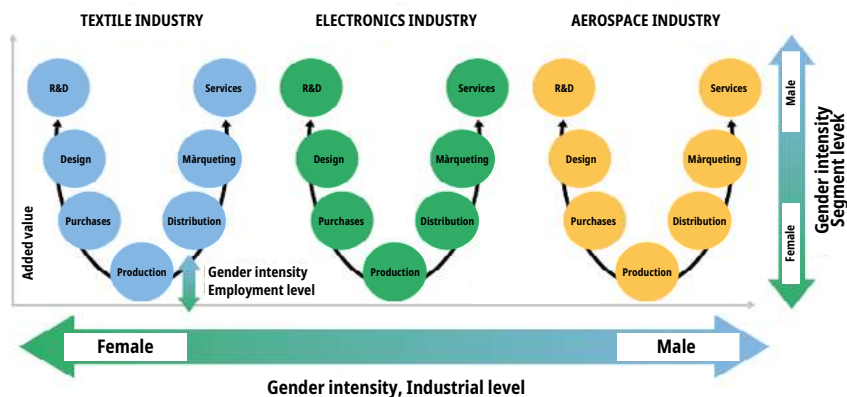 TEXTILE INDUSTRY
ELECTRONICS INDUSTRY
AEROSPACE INDUSTRY
R&D
Services
Design
Màrqueting
Purchases
Distribution
Production
R&D
Services
Design
Màrqueting
Purchases
Distribution
Production
R&D
Services
Design
Màrqueting
Purchases
Distribution
Production
Added value
Gender intensity
Employment level
Male
Female
Gender intensity
Segment levek
Female
Male
Gender intensity, Industrial level